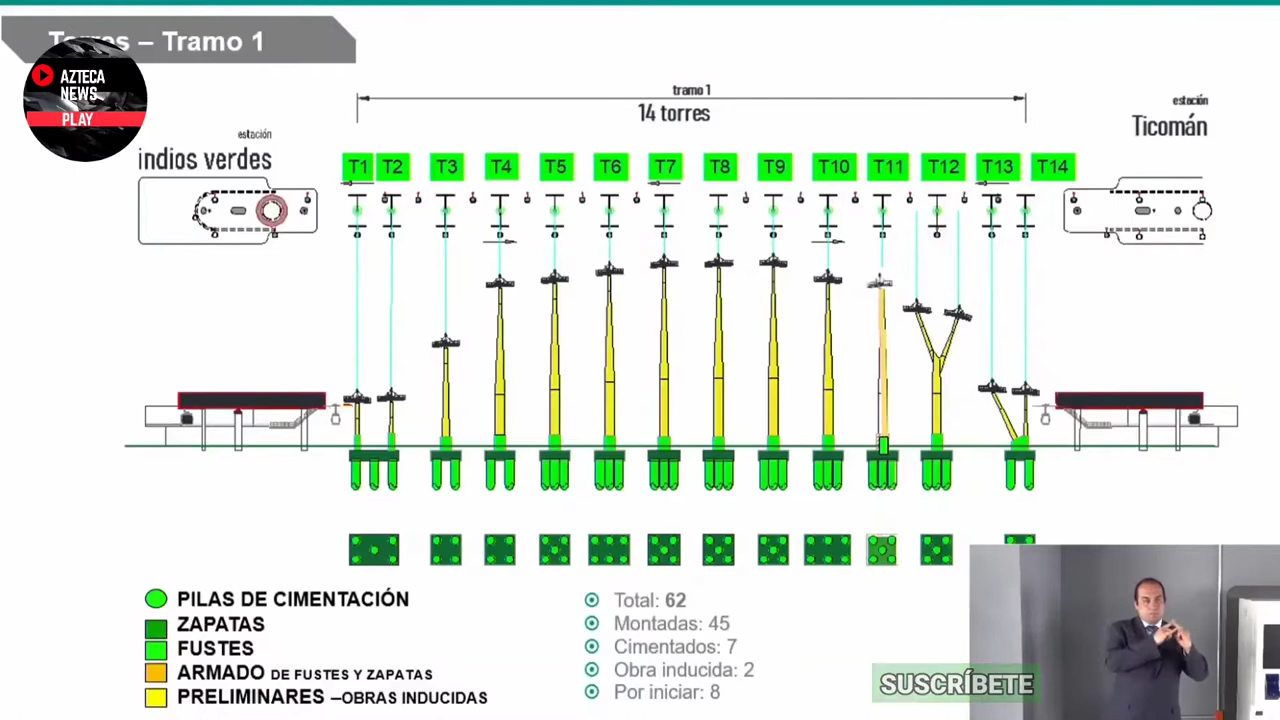 Torres – Tramo 1
AZTECA
NEWS
PLAY
tramo 1
14 torres
estación
indios verdes
estación
Ticomán
T1 T2 T3 T4 T5 T6 T7 T8 T9 T10 T11 T12 T13 T14
PILAS DE CIMENTACIÓN
ZAPATAS
FUSTES
ARMADO DE FUSTES Y ZAPATAS
PRELIMINARES –OBRAS INDUCIDAS
Total: 62
Montadas: 45
Cimentados: 7
Obra inducida: 2
Por iniciar: 8
SUSCRÍBETE